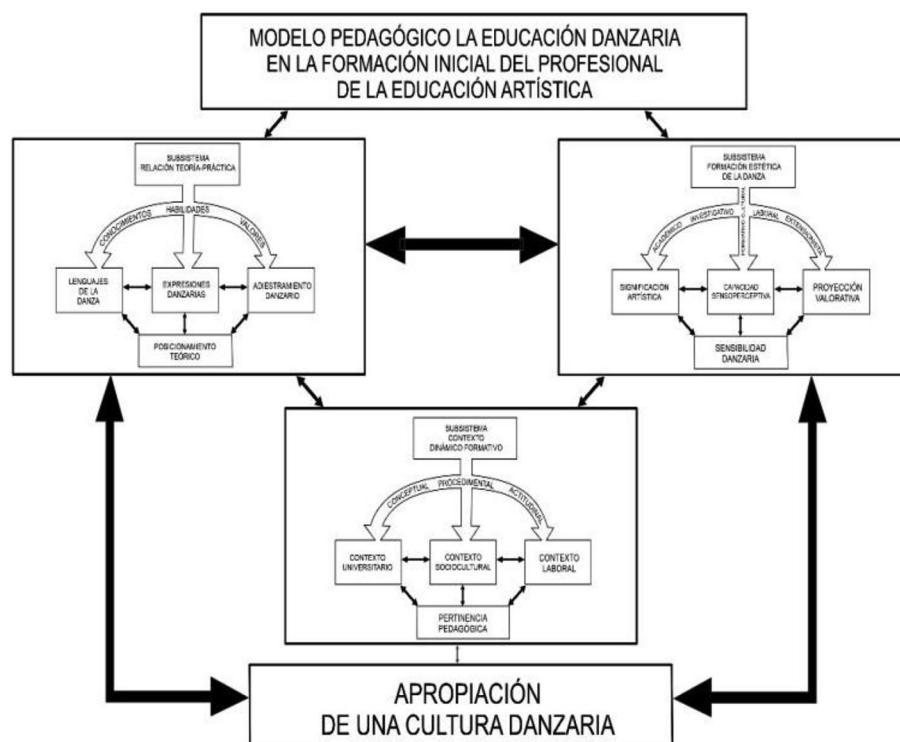 MODELO PEDAGÓGICO LA EDUCACIÓN DANZARIA
EN LA FORMACIÓN INICIAL DEL PROFESIONAL
DE LA EDUCACIÓN ARTÍSTICA
SUBSISTEMA
RELACIÓN TEORÍA-PRÁCTICA
CONOCIMIENTOS HABILIDADES VALORES
LENGUAJES
DE LA
DANZA
EXPRESIONES
DANZARIAS
ADIESTRAMIENTO
DANZARIO
POSICIONAMIENTO
TEÓRICO
SUBSISTEMA
FORMACIÓN ESTÉTICA
DE LA DANZA
ACADÉMICO INVESTIGATIVO LABORAL EXTENSIONISTA
SIGNIFICACIÓN
ARTÍSTICA
CAPACIDAD
SENSOPERCEPTIVA
PROYECCIÓN
VALORATIVA
SENSIBILIDAD
DANZARIA
SUBSISTEMA
CONTEXTO
DINÁMICO FORMATIVO
CONCEPTUAL PROCEDIMENTAL ACTITUDINAL
CONTEXTO
UNIVERSITARIO
CONTEXTO
SOCIOCULTURAL
CONTEXTO
LABORAL
PERTINENCIA
PEDAGÓGICA
APROPIACIÓN
DE UNA CULTURA DANZARIA